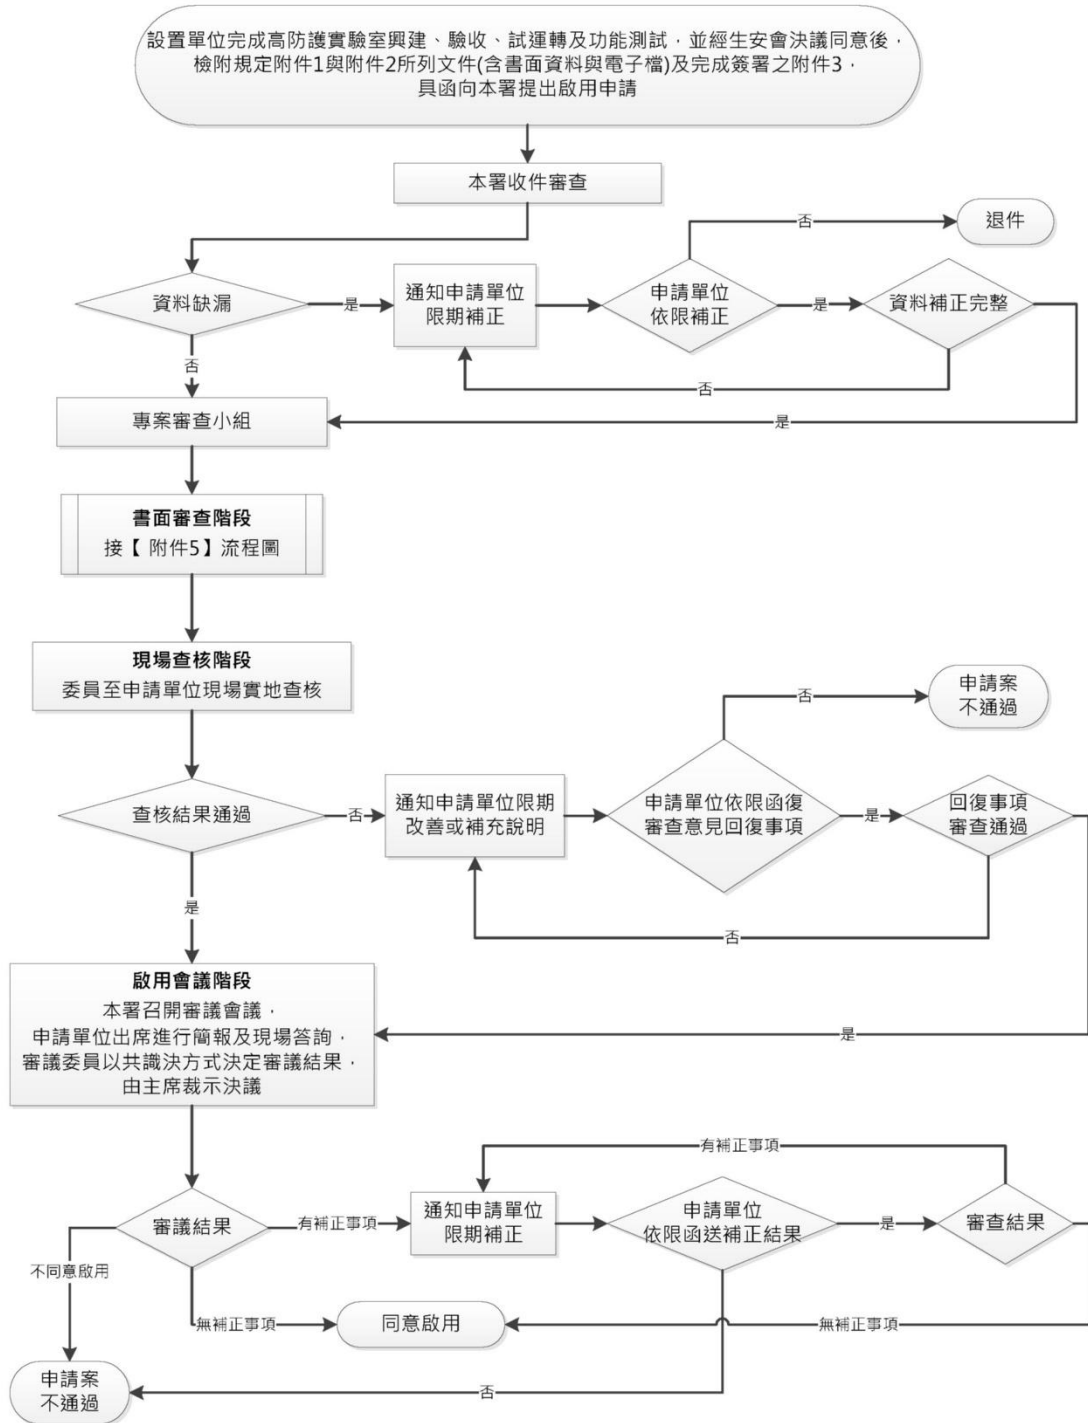 設置單位完成高防護實驗室興建、驗收、試運轉及功能測試，並經生安會決議同意後，
檢附規定附件1與附件2所列文件(含書面資料與電子檔)及完成簽署之附件3，
具函向本署提出啟用申請
本署收件審查
否
退件
資料缺漏
是
通知申請單位
限期補正
申請單位
依限補正
是
資料補正完整
否
否
專案審查小組
是
書面審查階段
接【 附件5】流程圖
現場查核階段
委員至申請單位現場實地查核
否
申請案
不通過
查核結果通過
否
通知申請單位限期
改善或補充說明
申請單位依限函復
審查意見回復事項
是
回復事項
審查通過
是
否
啟用會議階段
本署召開審議會議，
申請單位出席進行簡報及現場答詢，
審議委員以共識決方式決定審議結果，
由主席裁示決議
是
有補正事項
審議結果
有補正事項
通知申請單位
限期補正
申請單位
依限函送補正結果
是
審查結果
不同意啟用
無補正事項
同意啟用
無補正事項
申請案
不通過
否